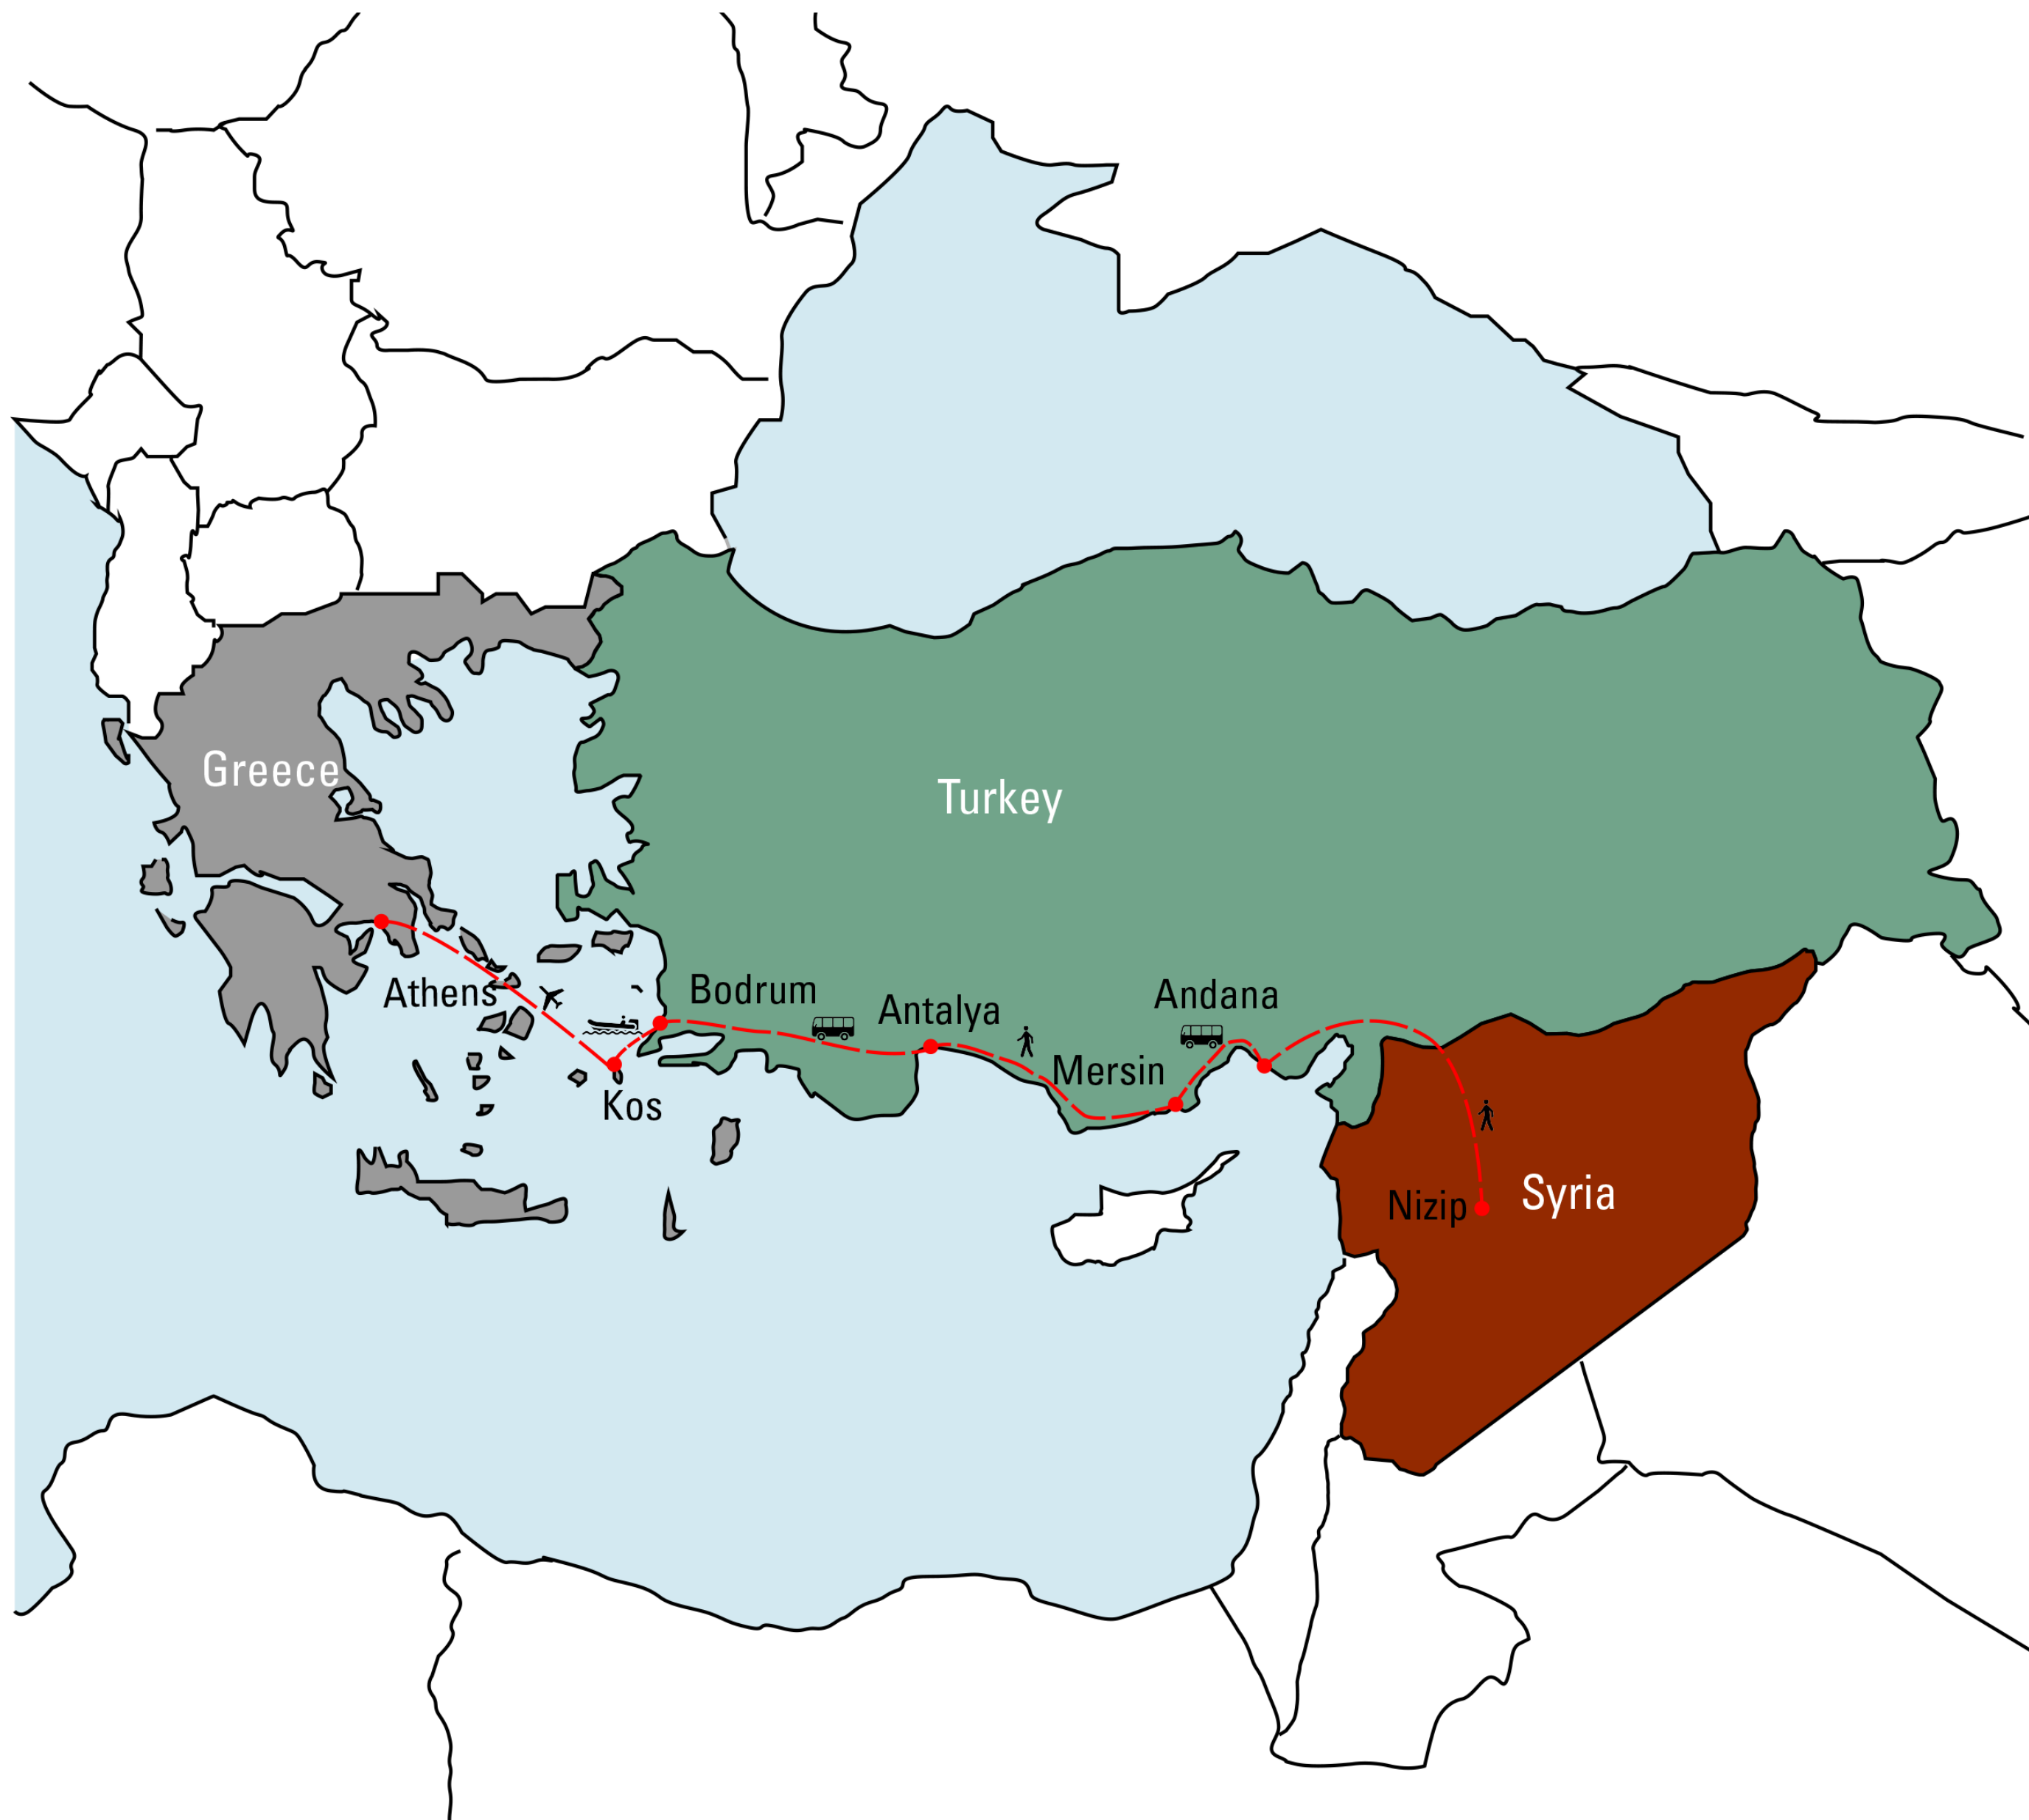 Greece
Turkey
Athens
Bodrum
Antalya
Andana
Mersin
Kos
Nizip
Syria